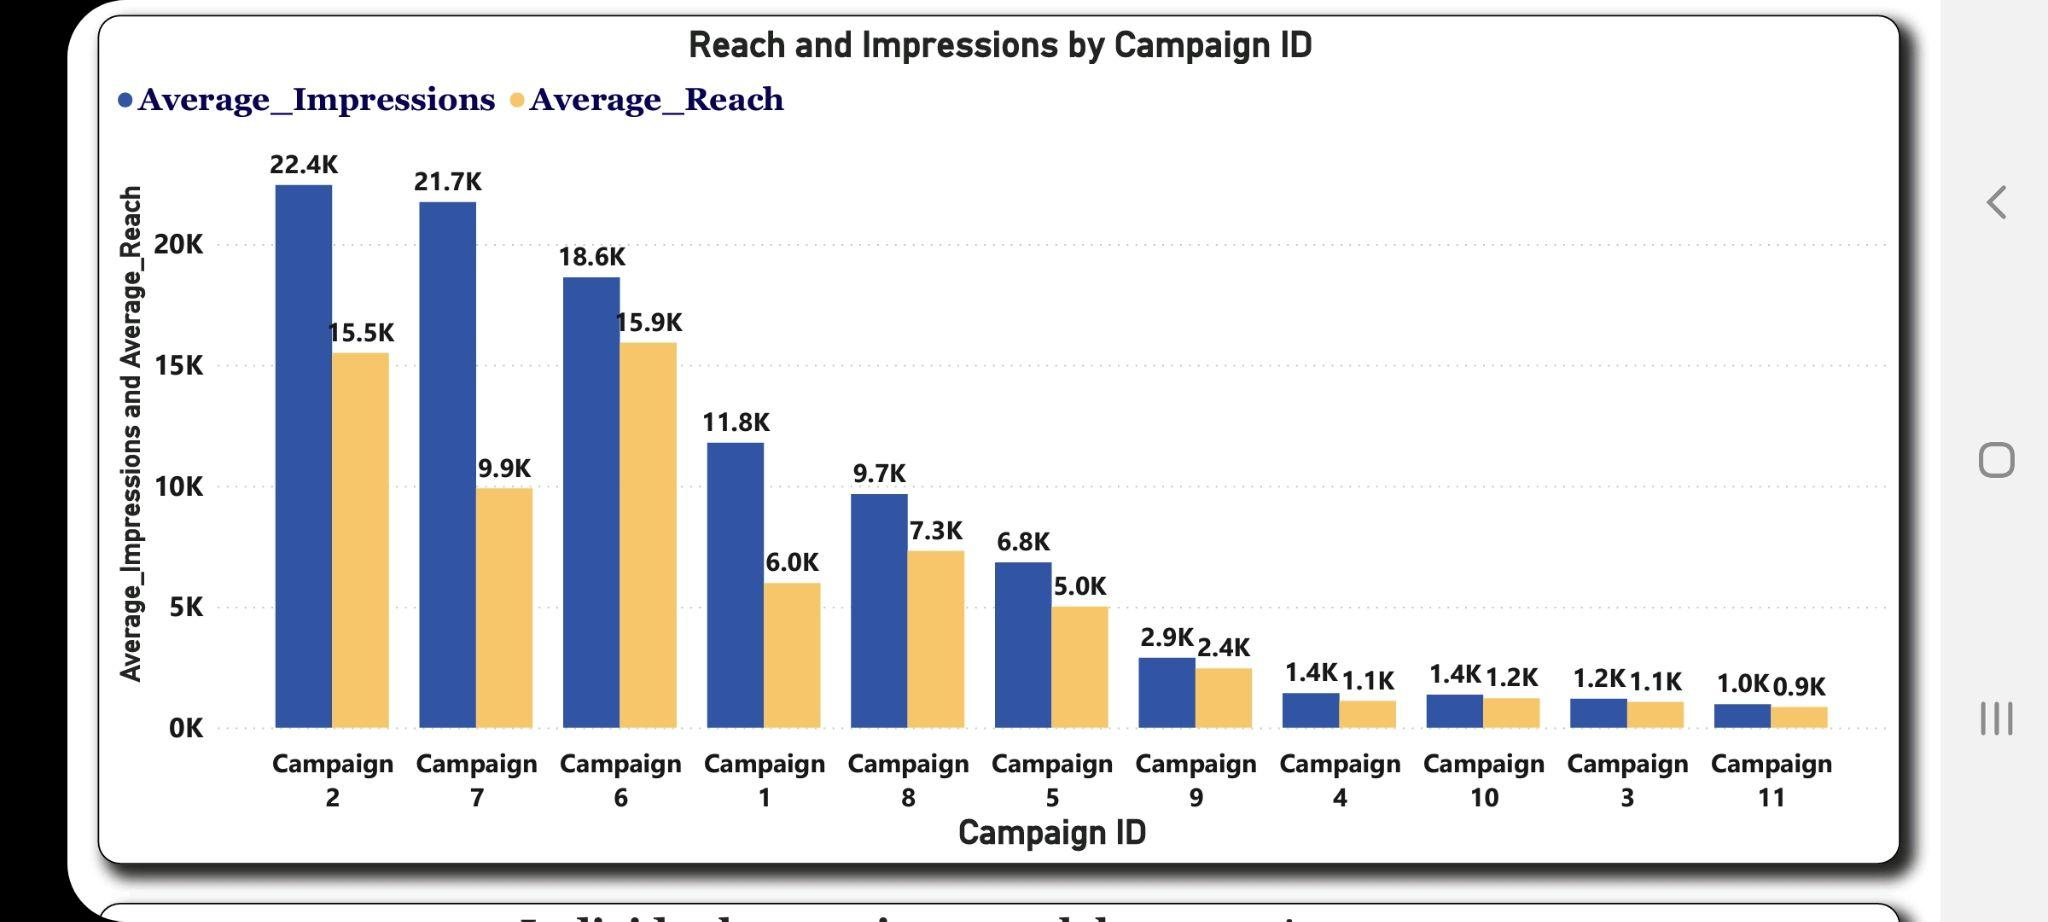 Reach and Impressions by Campaign ID
Average_Impressions Average_Reach
Average_Impressions and Average_Reach
20K
15K
10K
5K
0K
22.4K
15.5K
21.7K
9.9K
18.6K
15.9K
11.8K
6.0K
9.7K
7.3K
6.8K
5.0K
2.9K
2.4K
1.4K
1.1K
1.4K
1.2K
1.2K
1.1K
1.0K
0.9K
Campaign 2
Campaign 7
Campaign 6
Campaign 1
Campaign 8
Campaign 5
Campaign 9
Campaign 4
Campaign 10
Campaign 3
Campaign 11
Campaign ID